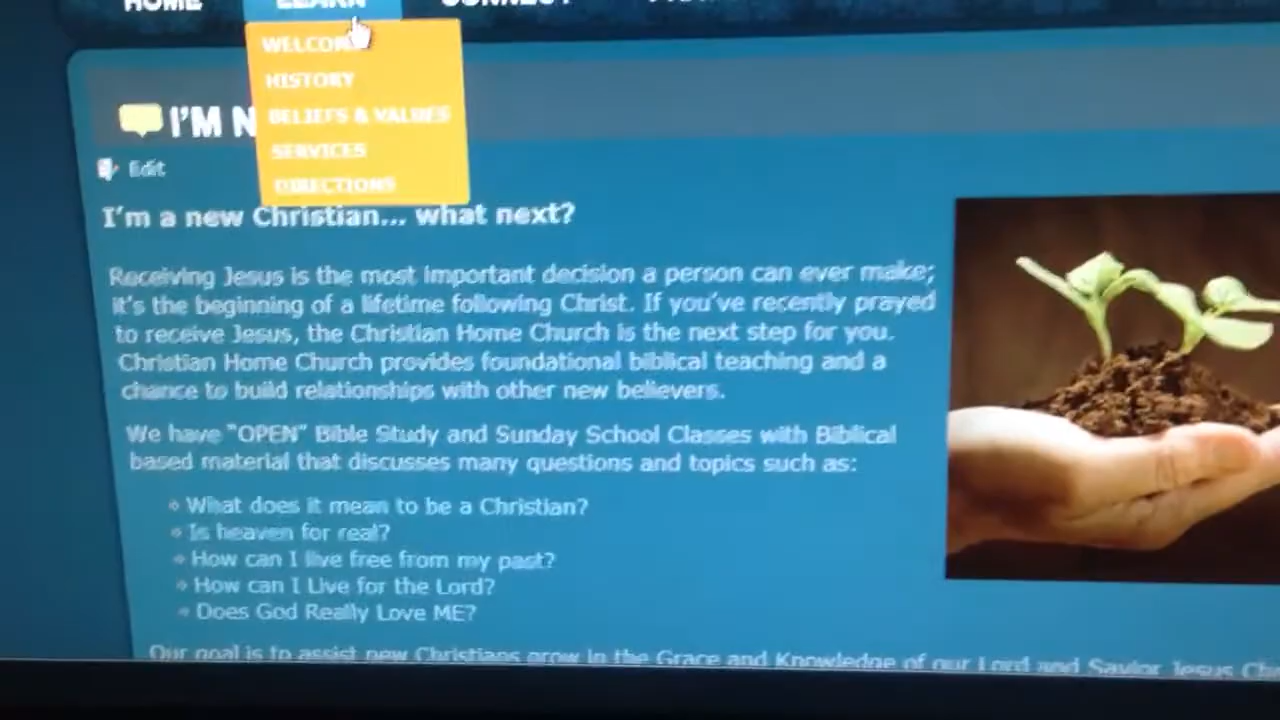 HOME LEARN CONNECT
WELCOM
HISTORY
BELIEFS & VALUES
SERVICES
DIRECTIONS
I'M N
Edit
I'm a new Christian... what next?
Receiving Jesus is the most important decision a person can ever make;
it's the beginning of a lifetime following Christ. If you've recently prayed
to receive Jesus, the Christian Home Church is the next step for you.
Christian Home Church provides foundational biblical teaching and a
chance to build relationships with other new believers.
We have "OPEN" Bible Study and Sunday School Classes with Biblical
based material that discusses many questions and topics such as:
What does it mean to be a Christian?
Is heaven for real?
How can I live free from my past?
How can I Live for the Lord?
Does God Really Love ME?
Our goal is to assist new Christians grow in the Grace and Knowledge of our Lord and Savior Jesus Ch